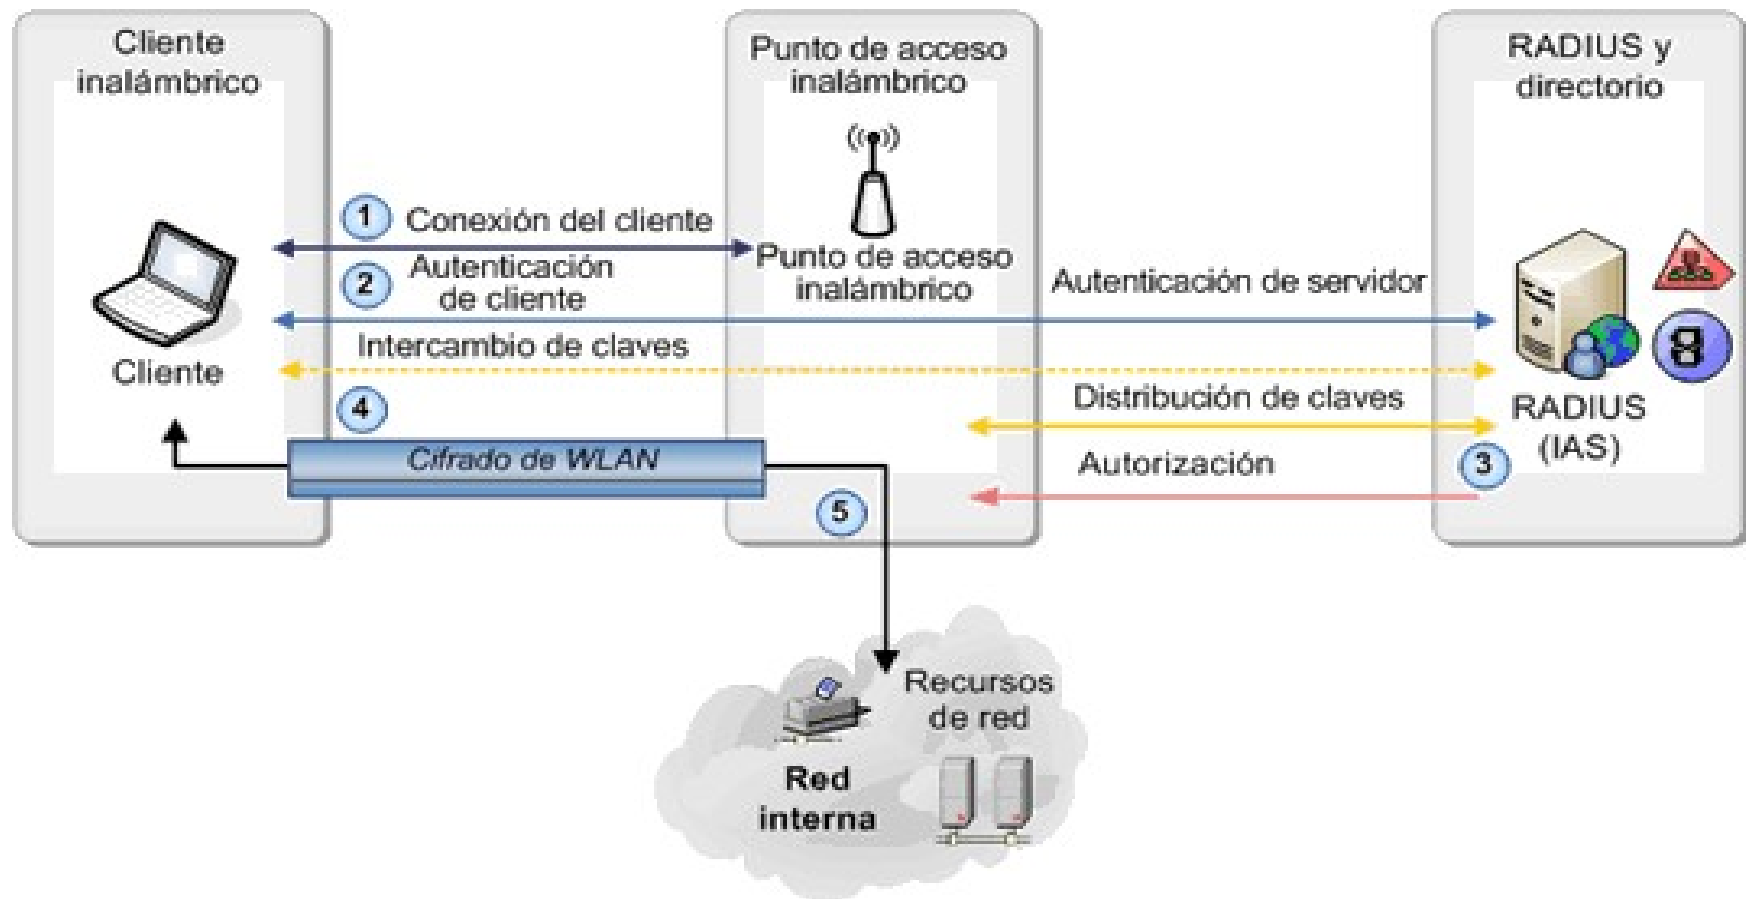 Cliente
inalámbrico
Punto de acceso
inalámbrico
RADIUS y
directorio
1
Conexión del cliente
2
Autenticación
de cliente
Punto de acceso
inalámbrico
Autenticación de servidor
Intercambio de claves
Cliente
Distribución de claves
RADIUS
(IAS)
4
Cifrado de WLAN
Autorización
3
5
Recursos
de red
Red
interna